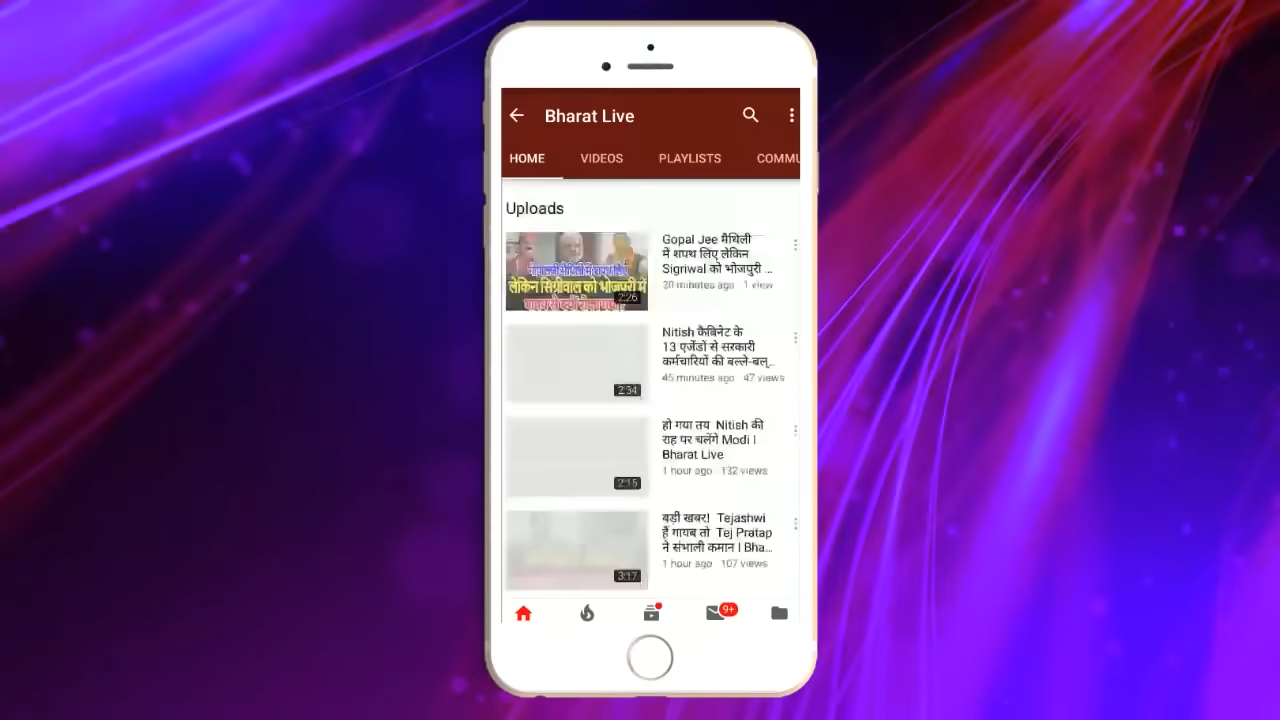 Bharat Live
HOME VIDEOS PLAYLISTS COMMU
Uploads
लेकिन सिग्रीवाल को भोजपुरी में
2:26
Gopal Jee मैथिली
में शपथ लिए लेकिन
Sigriwal को भोजपुरी ...
30 minutes ago 1 view
2:34
Nitish कैबिनेट के
13 एजेंडों से सरकारी
कर्मचारियों की बल्ले-बल्...
45 minutes ago 47 views
2:15
हो गया तय Nitish की
राह पर चलेंगे Modi l
Bharat Live
1 hour ago 132 views
3:17
बड़ी खबर! Tejashwi
हैं गायब तो Tej Pratap
ने संभाली कमान l Bha...
1 hour ago 107 views
9+